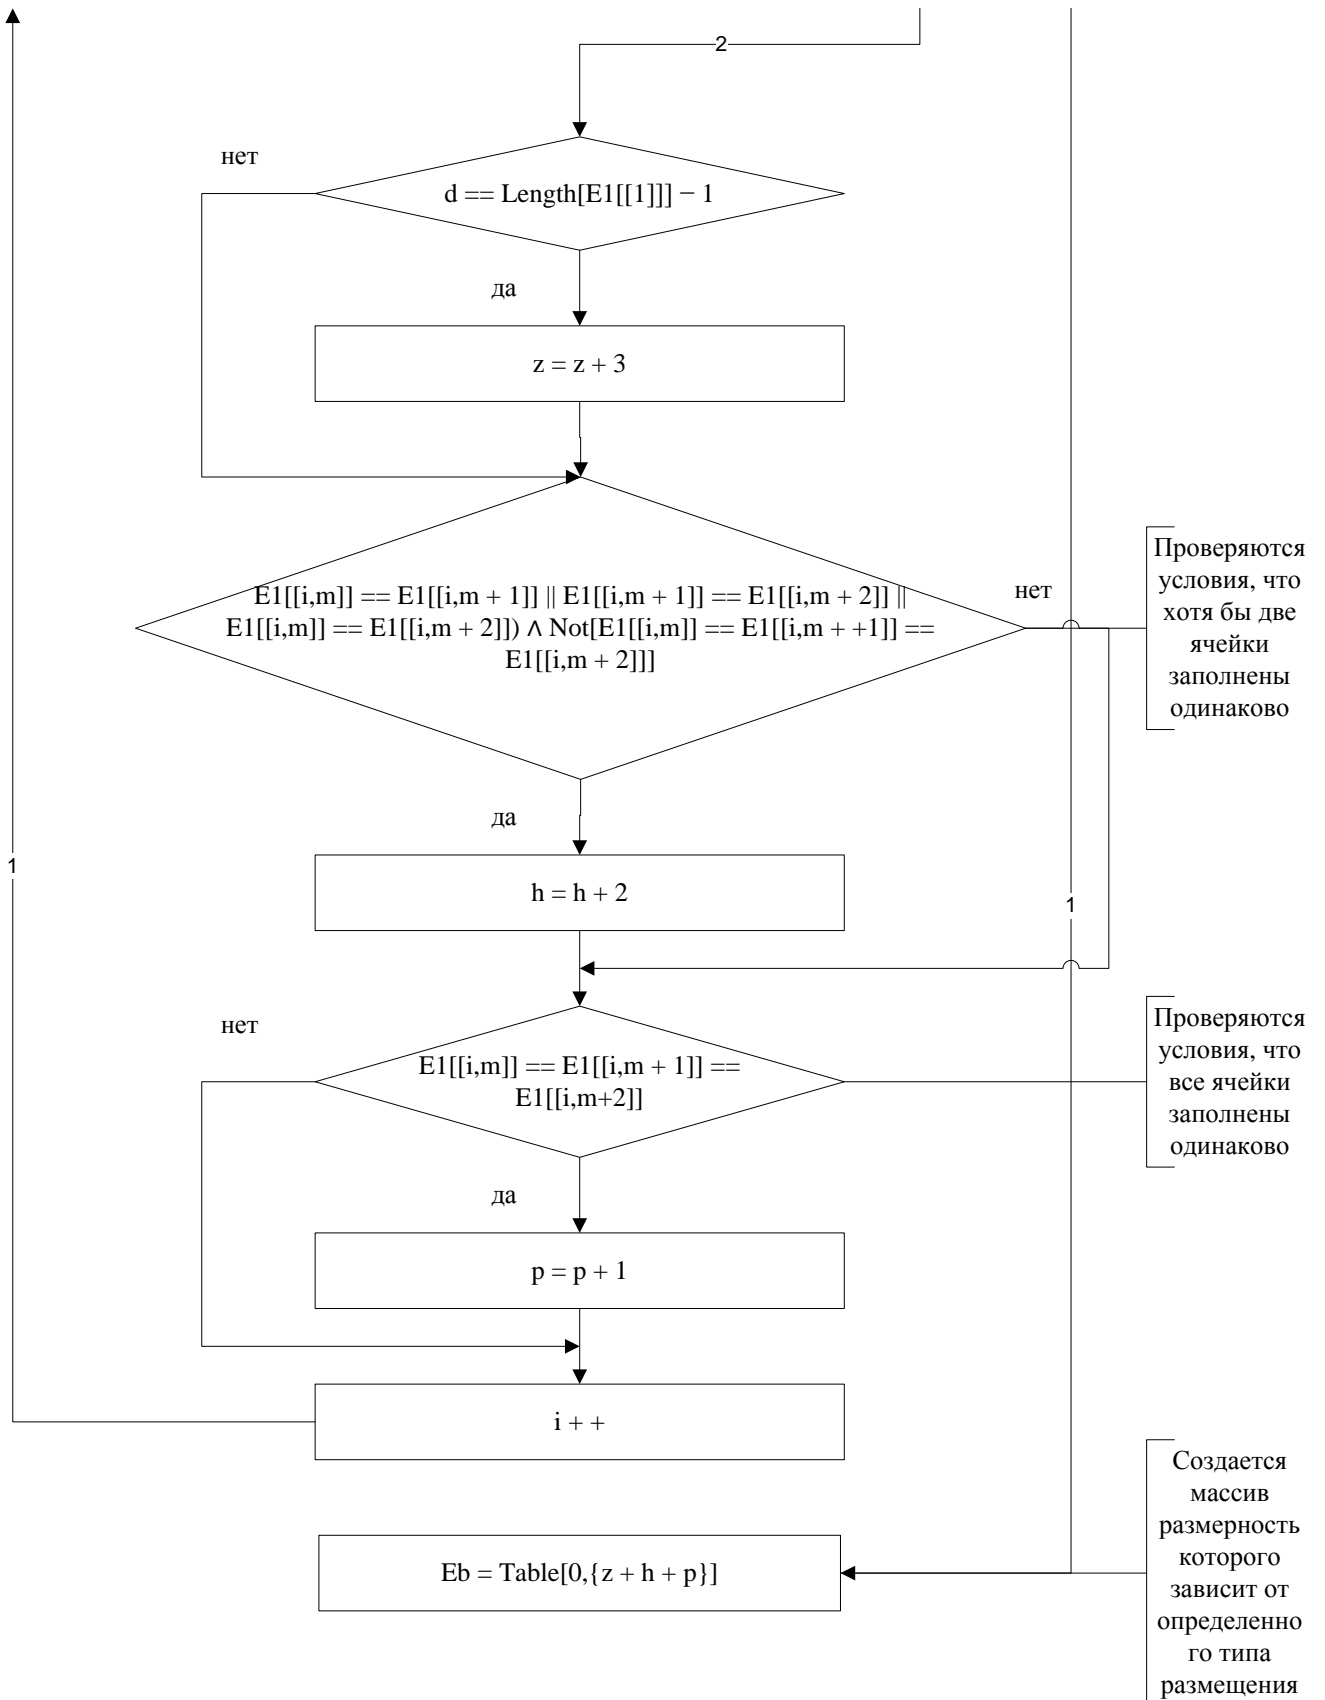 2
нет
d == Length[E1[[1]]] − 1
да
z = z + 3
E1[[i,m]] == E1[[i,m + 1]] || E1[[i,m + 1]] == E1[[i,m + 2]] ||
E1[[i,m]] == E1[[i,m + 2]]) ∧ Not[E1[[i,m]] == E1[[i,m + +1]] ==
E1[[i,m + 2]]]
нет
Проверяются
условия, что
хотя бы две
ячейки
заполнены
одинаково
да
1
h = h + 2
1
нет
E1[[i,m]] == E1[[i,m + 1]] ==
E1[[i,m+2]]
Проверяются
условия, что
все ячейки
заполнены
одинаково
да
p = p + 1
i + +
Eb = Table[0,{z + h + p}]
Создается
массив
размерность
которого
зависит от
определенно
го типа
размещения